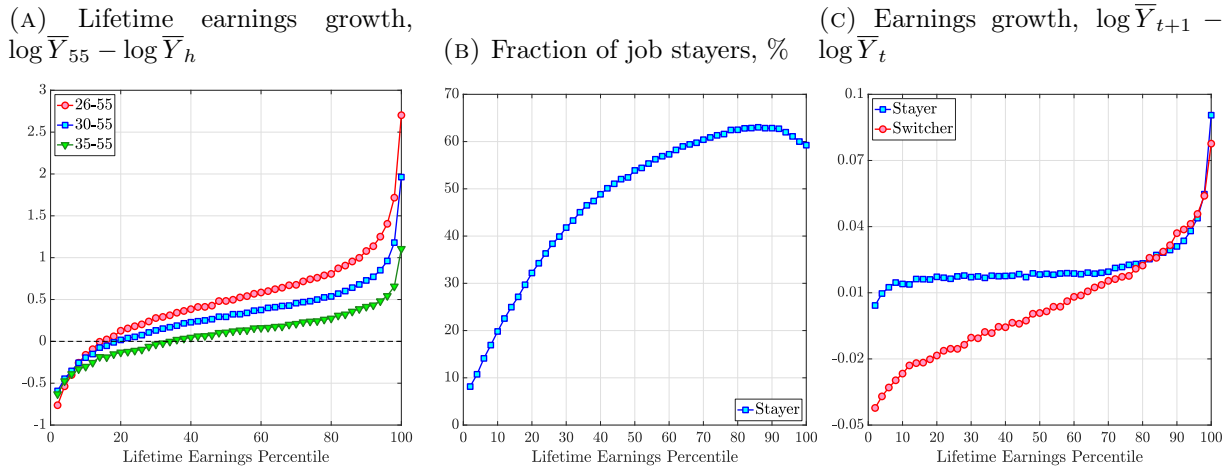 (A) Lifetime earnings growth,
log Y̅₅₅ − log Y̅ₕ
3
2.5
2
1.5
1
0.5
0
-0.5
-1
26-55
30-55
35-55
0 20 40 60 80 100
Lifetime Earnings Percentile
(B) Fraction of job stayers, %
70
60
50
40
30
20
10
0
Stayer
0 10 20 30 40 50 60 70 80 90 100
Lifetime Earnings Percentile
(C) Earnings growth, log Y̅ₜ₊₁ −
log Y̅ₜ
0.1
0.07
0.04
0.01
-0.02
-0.05
Stayer
Switcher
0 10 20 30 40 50 60 70 80 90 100
Lifetime Earnings Percentile